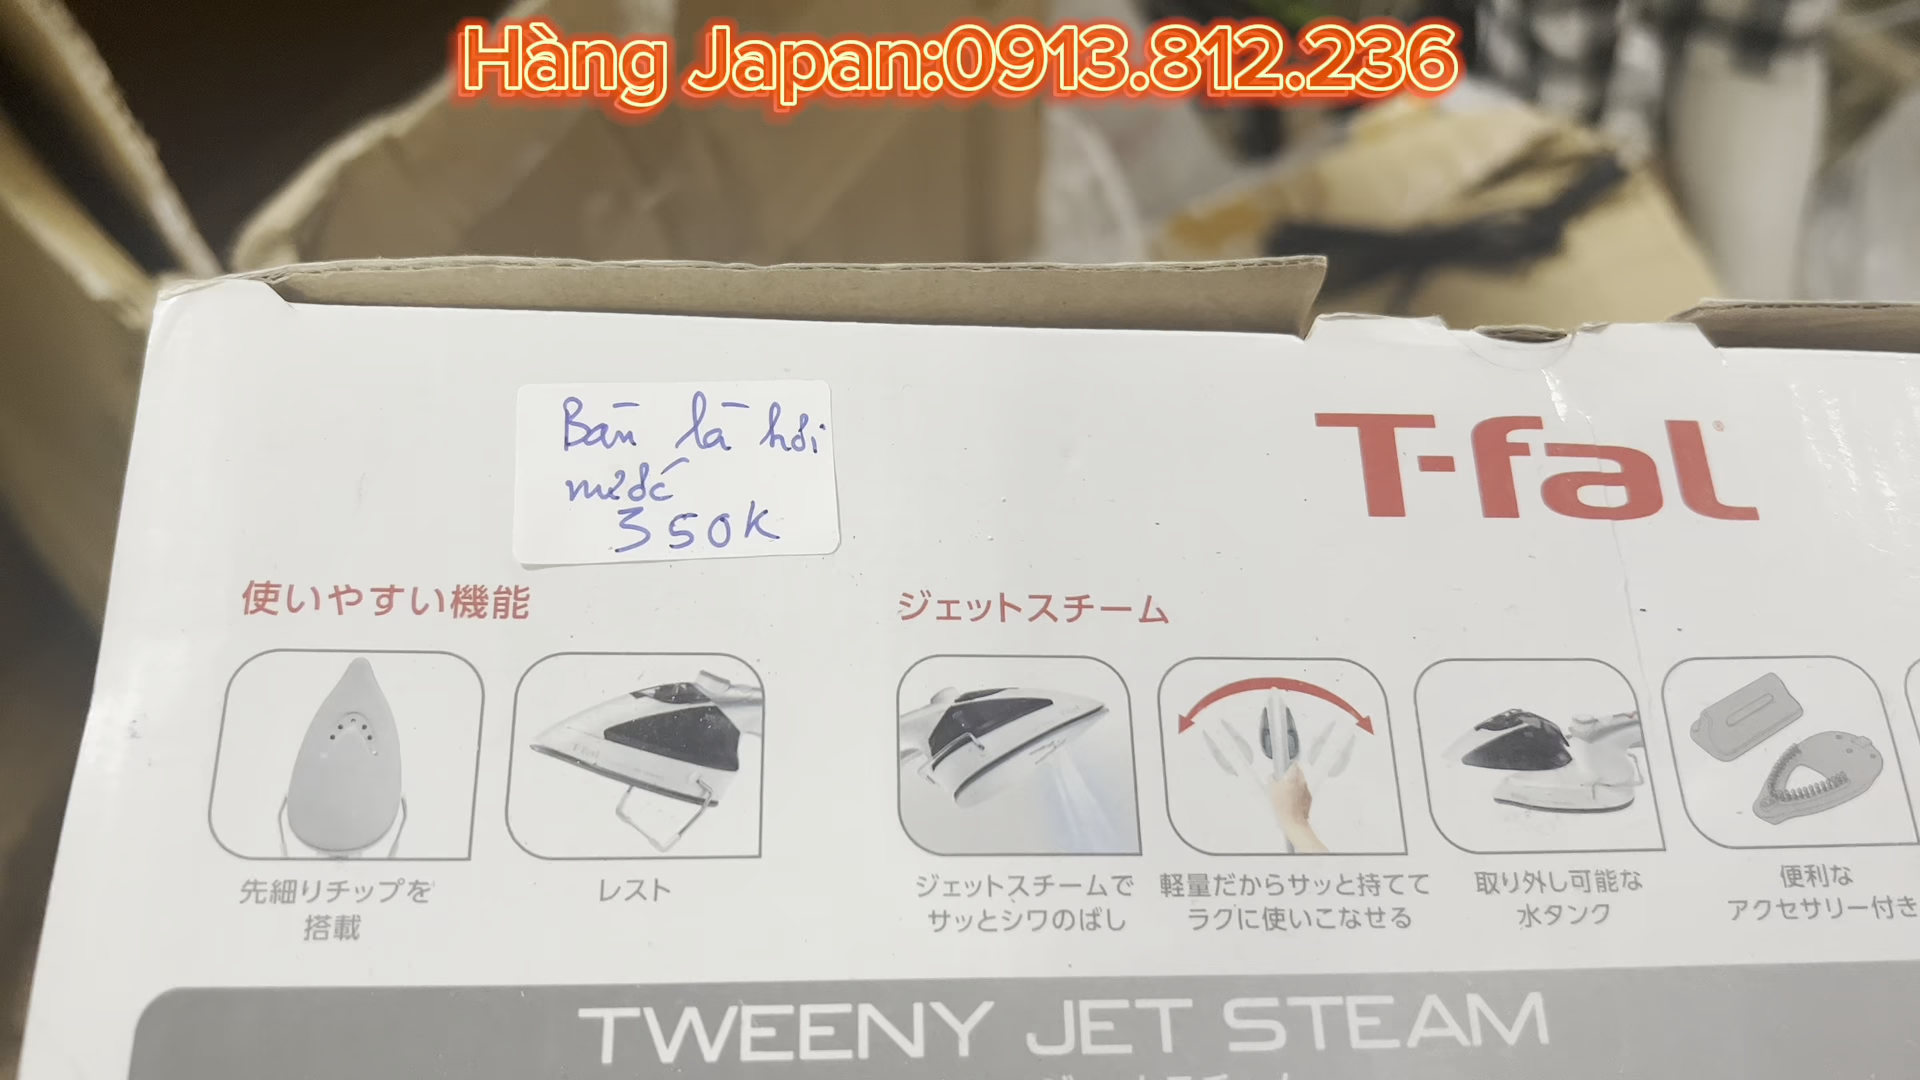 Hàng Japan:0913.812.236
Bàn là hơi
nước
350K
T-fal®
使いやすい機能
ジェットスチーム
先細りチップを
搭載
レスト
ジェットスチームで
サッとシワのばし
軽量だからサッと持てて
ラクに使いこなせる
取り外し可能な
水タンク
便利な
アクセサリー付き
TWEENY JET STEAM